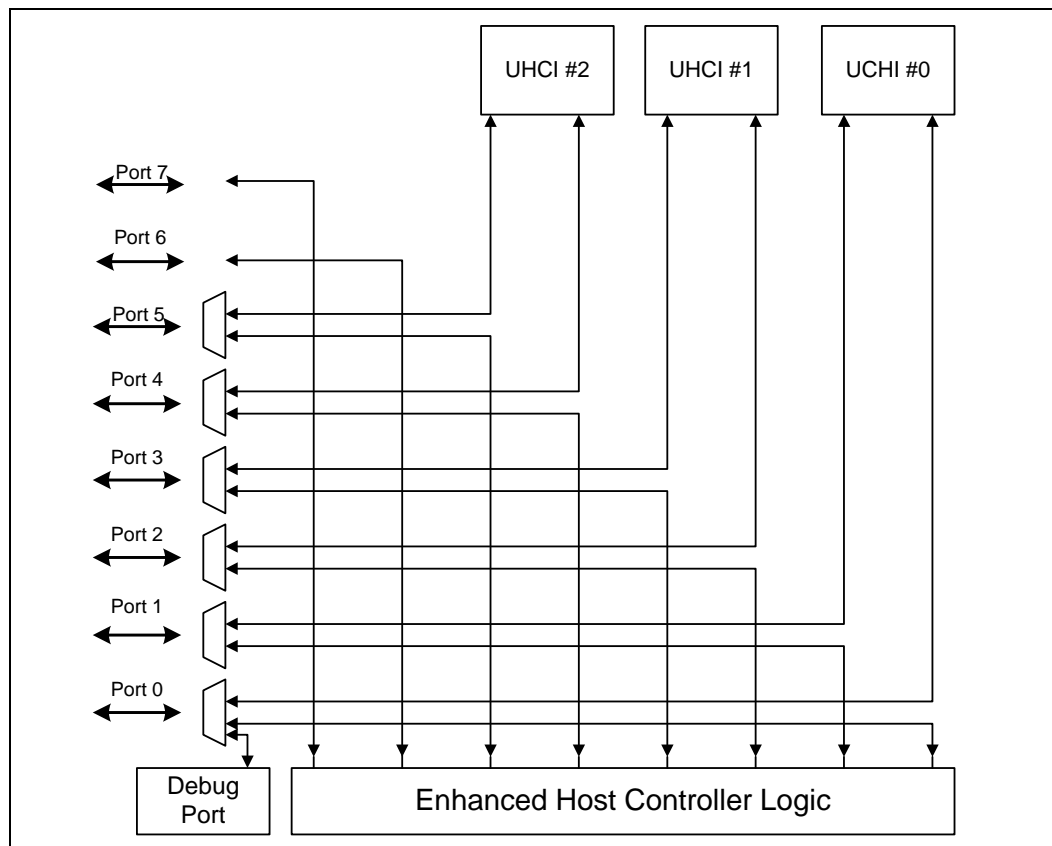 UHCI #2
UHCI #1
UCHI #0
Port 7
Port 6
Port 5
Port 4
Port 3
Port 2
Port 1
Port 0
Debug
Port
Enhanced Host Controller Logic